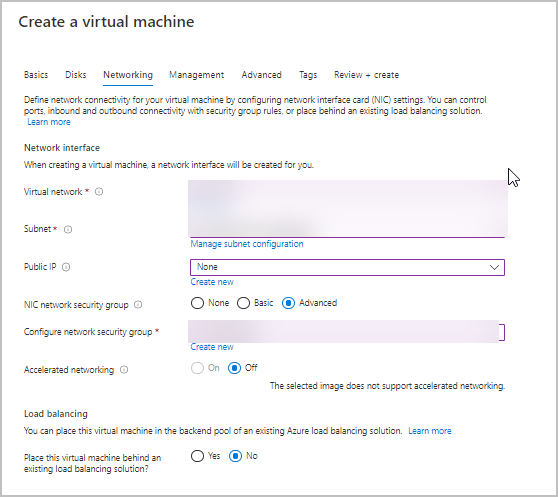 Create a virtual machine
Basics Disks Networking Management Advanced Tags Review + create
Define network connectivity for your virtual machine by configuring network interface card (NIC) settings. You can control
ports, inbound and outbound connectivity with security group rules, or place behind an existing load balancing solution.
Learn more
Network interface
When creating a virtual machine, a network interface will be created for you.
Virtual network *
Subnet *
Manage subnet configuration
Public IP None
Create new
NIC network security group None Basic Advanced
Configure network security group *
Create new
Accelerated networking On Off
The selected image does not support accelerated networking.
Load balancing
You can place this virtual machine in the backend pool of an existing Azure load balancing solution. Learn more
Place this virtual machine behind an Yes No
existing load balancing solution?